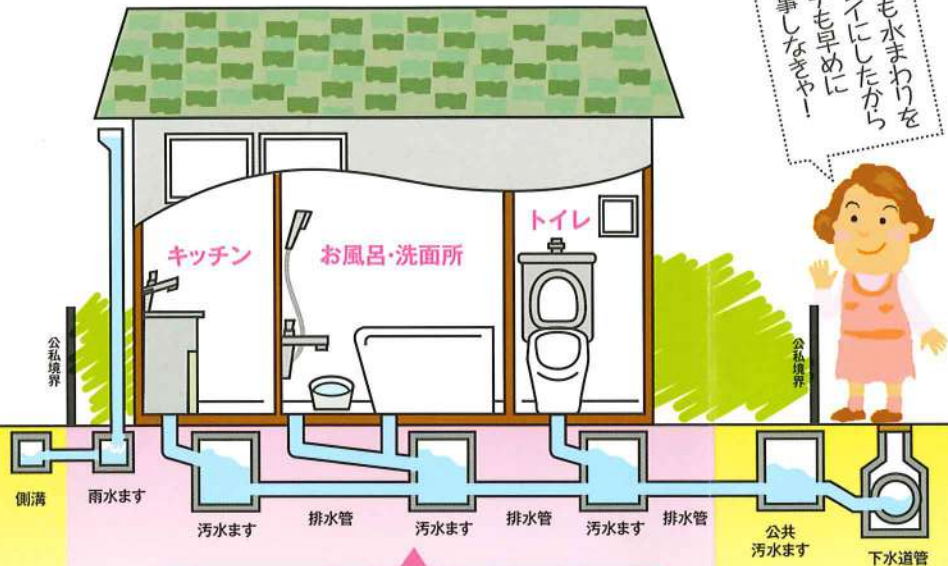 も水まわりを
イにしたから
も早めに
事しなきゃ！
トイレ
キッチン
お風呂・洗面所
公私境界
公私境界
側溝
雨水ます
汚水ます
排水管
汚水ます
排水管
汚水ます
排水管
公共
汚水ます
下水道管